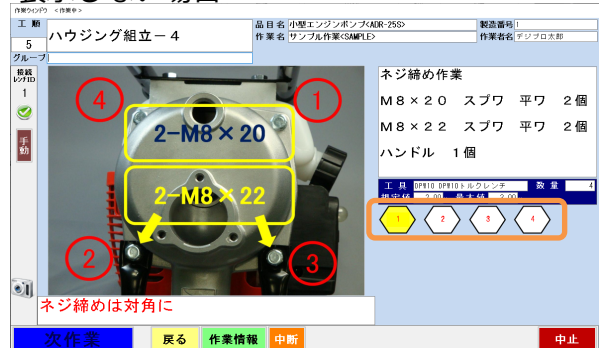 作業ウインドウ <作業中>
工 順
5
ハウジング組立－4
品 目 名 小型エンジンポンプ<ADR-25S>
作 業 名 サンプル作業<SAMPLE>
製造番号
作業者名 デジプロ太郎
グループ
接続
レンチID
1
手動
4
1
2-M8×20
2-M8×22
2
3
ネジ締めは対角に
ネジ締め作業
M８×２０ スプワ 平ワ ２個
M８×２２ スプワ 平ワ ２個
ハンドル １個
工 具 DPW10 DPW10トルクレンチ 数 量 4
1
2
3
4
次作業
戻る
作業情報
中断
中止